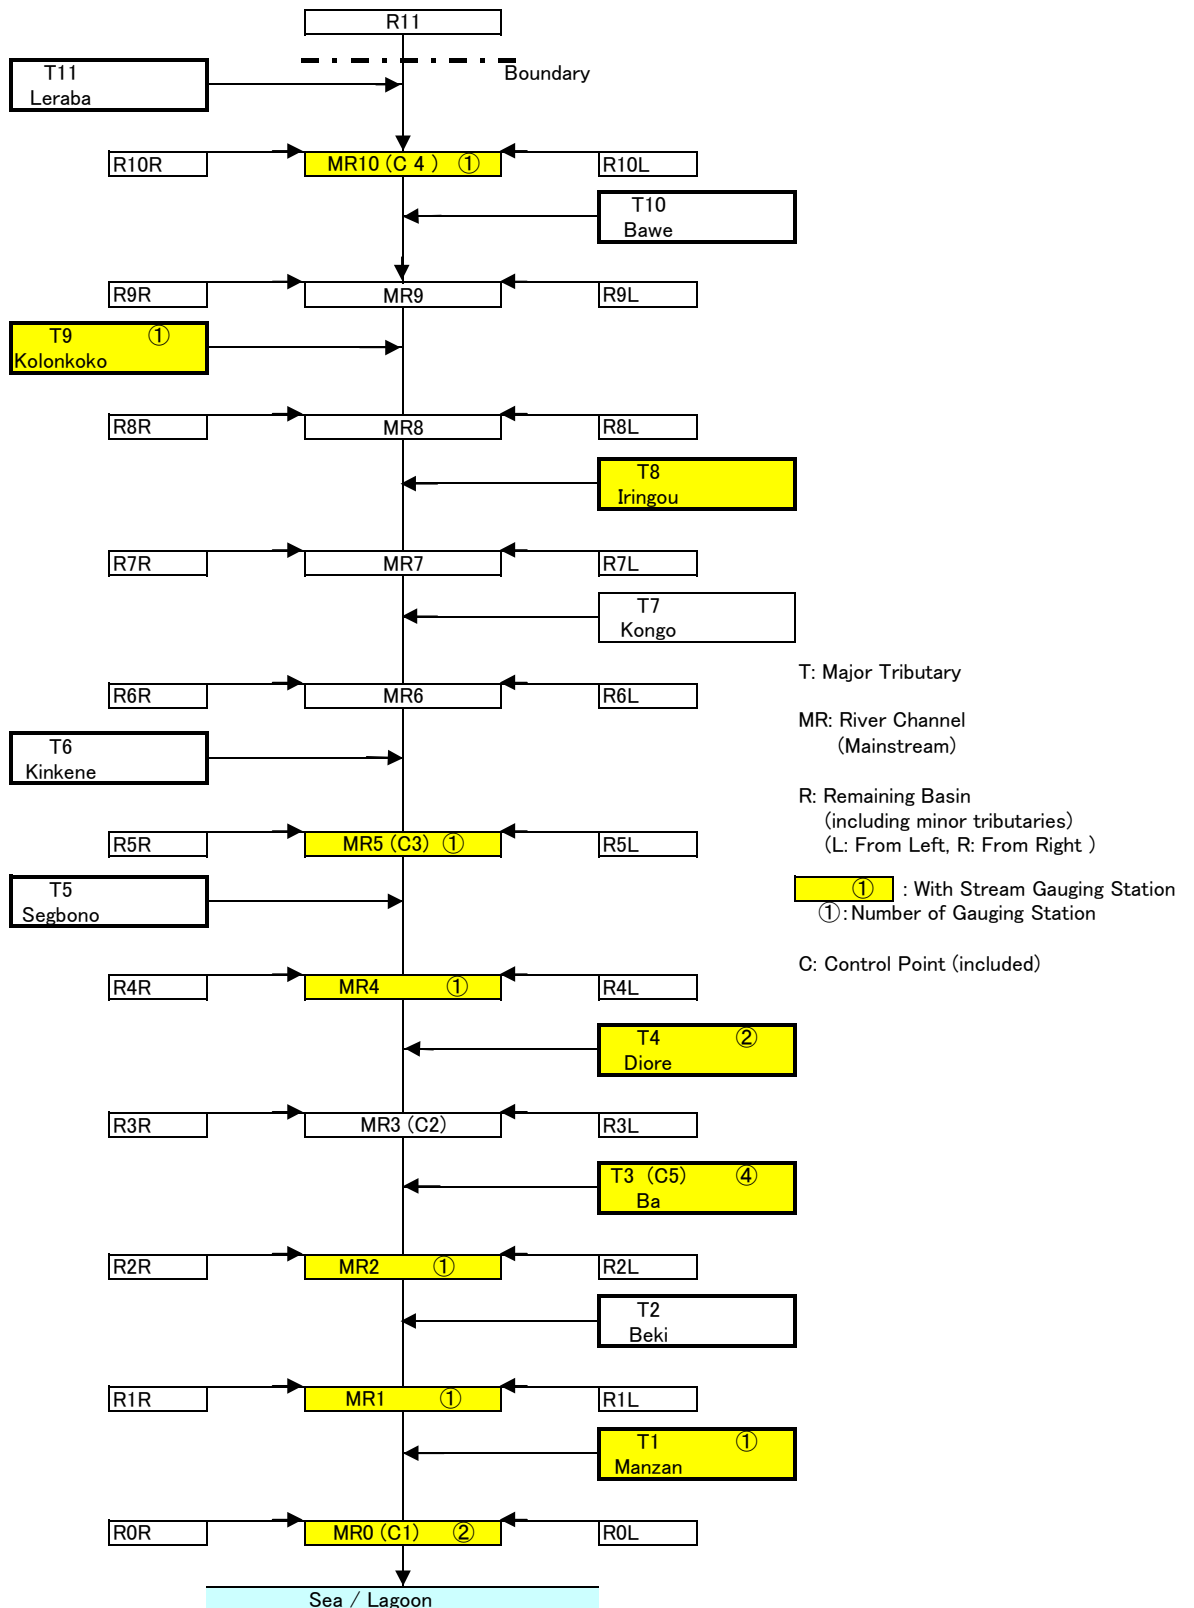 R11
Boundary
T11
Leraba
R10R
MR10 (C 4 ) ①
R10L
T10
Bawe
R9R
MR9
R9L
T9 ①
Kolonkoko
R8R
MR8
R8L
T8
Iringou
R7R
MR7
R7L
T7
Kongo
T: Major Tributary
R6R
MR6
R6L
MR: River Channel
(Mainstream)
T6
Kinkene
R: Remaining Basin
(including minor tributaries)
(L: From Left, R: From Right )
R5R
MR5 (C3) ①
R5L
T5
Segbono
① : With Stream Gauging Station
①:Number of Gauging Station
C: Control Point (included)
R4R
MR4 ①
R4L
T4 ②
Diore
R3R
MR3 (C2)
R3L
T3 (C5) ④
Ba
R2R
MR2 ①
R2L
T2
Beki
R1R
MR1 ①
R1L
T1 ①
Manzan
R0R
MR0 (C1) ②
R0L
Sea / Lagoon